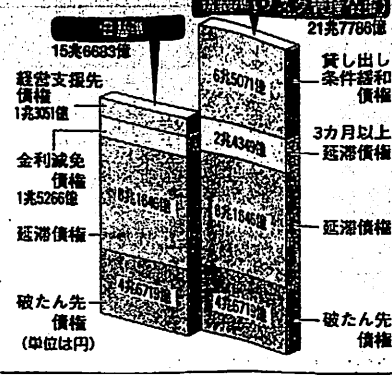 15兆6683億
21兆7786億
経営支援先
債権
1兆3051億
金利減免
債権
1兆5266億
延滞債権
破たん先
債権
(単位は円)
8兆1646億
4兆6719億
6兆5071億
2兆4349億
8兆1646億
4兆6719億
貸し出し
条件緩和
債権
3カ月以上
延滞債権
延滞債権
破たん先
債権